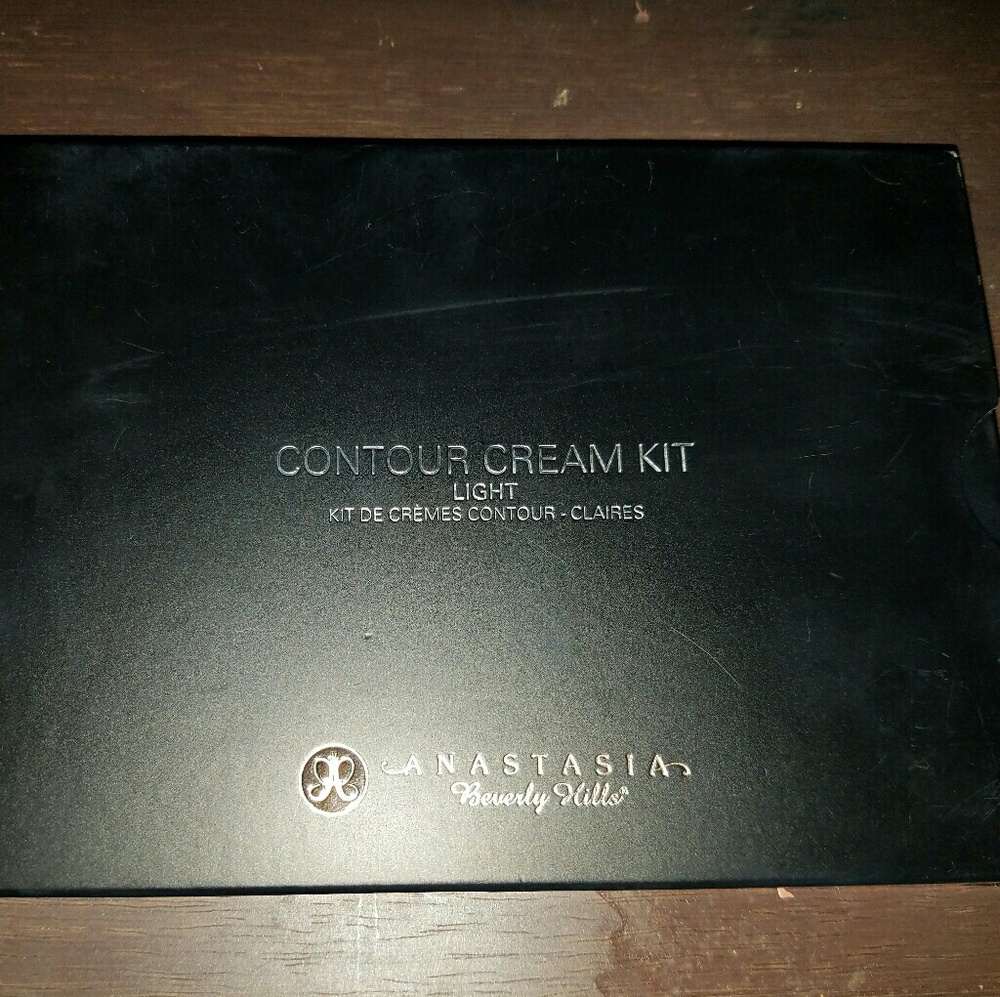 CONTOUR CREAM KIT
LIGHT
KIT DE CRÈMES CONTOUR - CLAIRES
ANASTASIA
Beverly Hills®